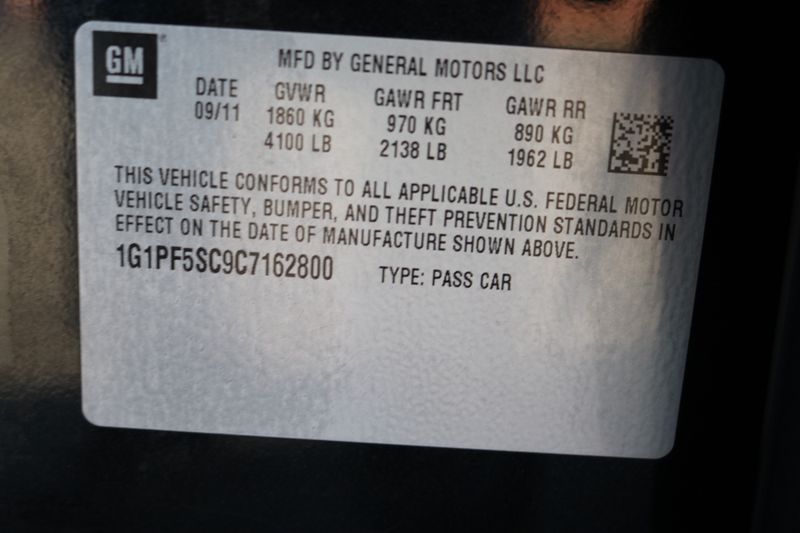 GM
MFD BY GENERAL MOTORS LLC
DATE GVWR GAWR FRT GAWR RR
09/11 1860 KG 970 KG 890 KG
4100 LB 2138 LB 1962 LB
THIS VEHICLE CONFORMS TO ALL APPLICABLE U.S. FEDERAL MOTOR
VEHICLE SAFETY, BUMPER, AND THEFT PREVENTION STANDARDS IN
EFFECT ON THE DATE OF MANUFACTURE SHOWN ABOVE.
1G1PF5SC9C7162800 TYPE: PASS CAR